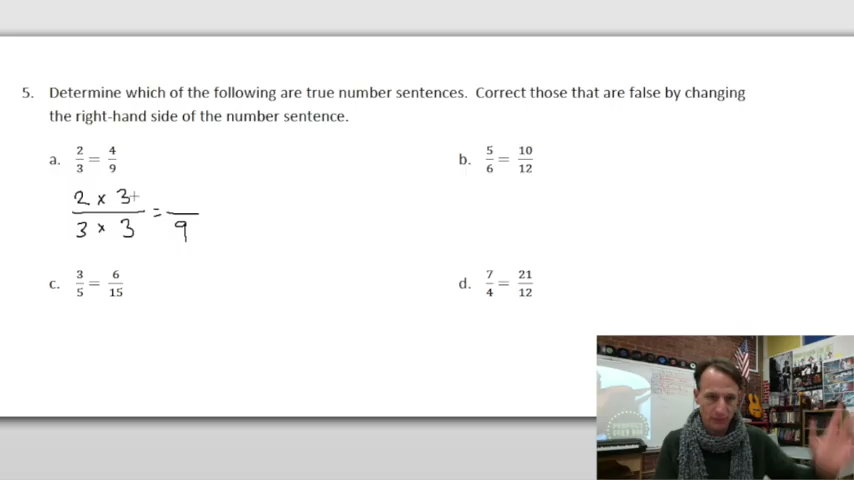 5. Determine which of the following are true number sentences. Correct those that are false by changing
the right-hand side of the number sentence.
a. 2/3 = 4/9
b. 5/6 = 10/12
2 x 3 / 3 x 3 = /9
c. 3/5 = 6/15
d. 7/4 = 21/12